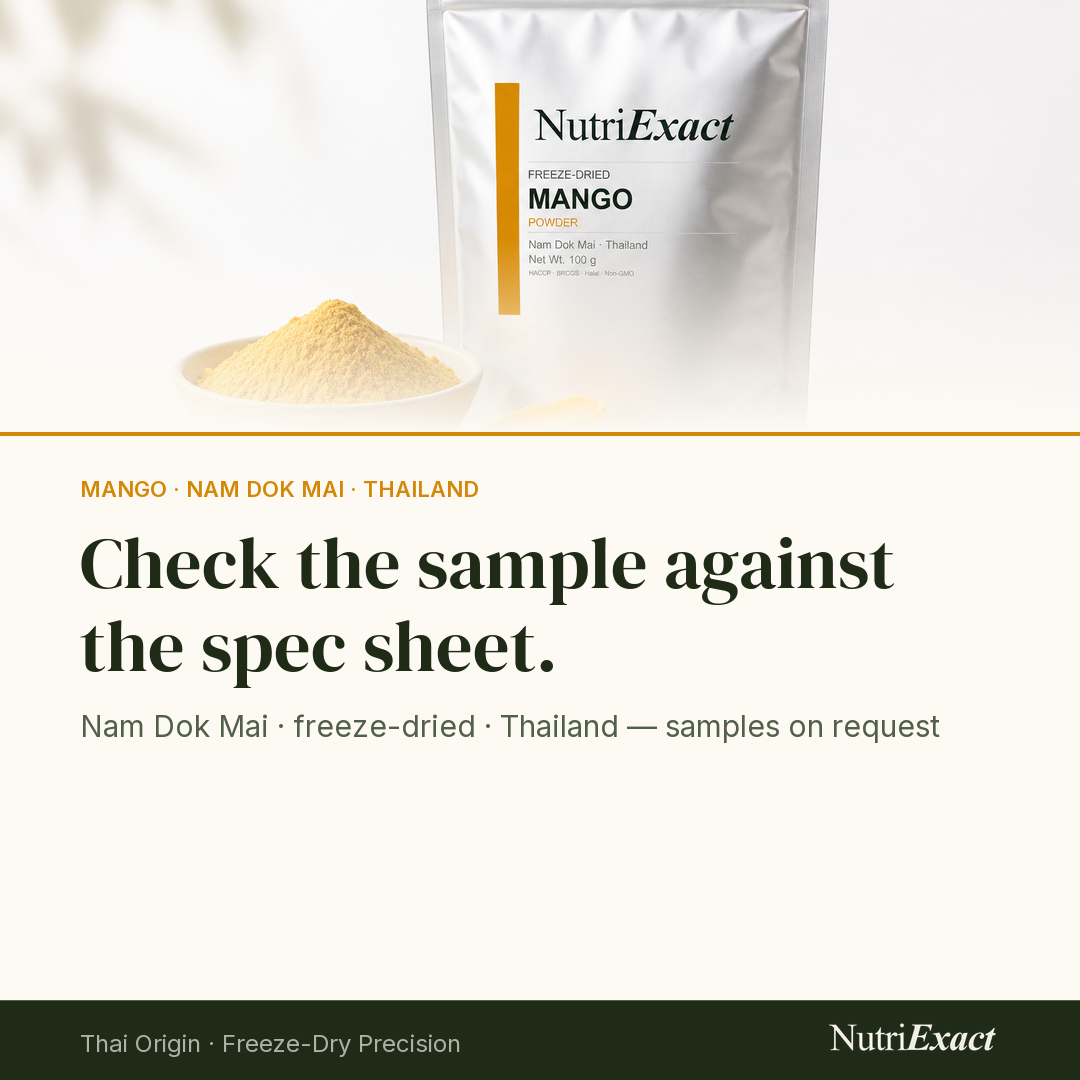 NutriExact
FREEZE-DRIED
MANGO
POWDER
Nam Dok Mai · Thailand
Net Wt. 100 g
HACCP · BRCGS · Halal · Non-GMO
MANGO · NAM DOK MAI · THAILAND
Check the sample against
the spec sheet.
Nam Dok Mai · freeze-dried · Thailand — samples on request
Thai Origin · Freeze-Dry Precision
NutriExact